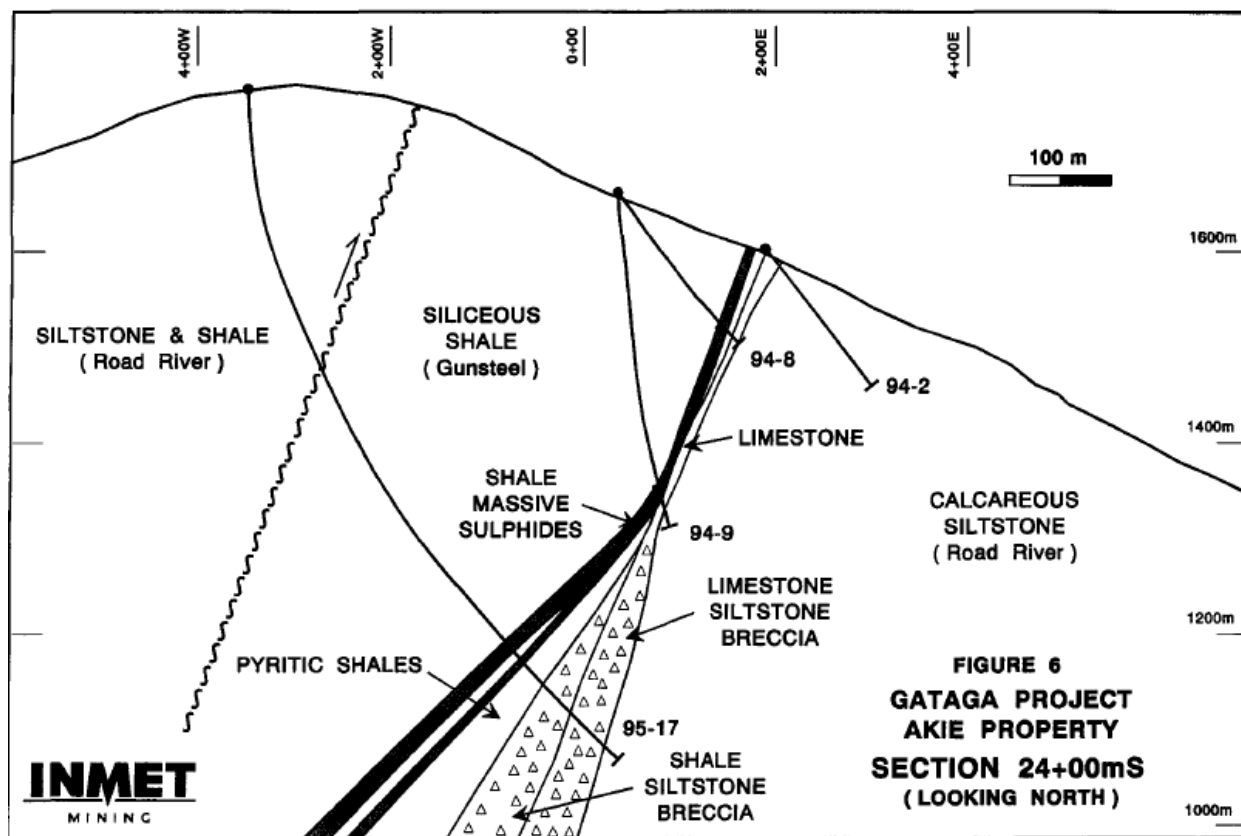 4+00W
2+00W
0+00
2+00E
4+00E
100 m
1600m
SILTSTONE & SHALE
( Road River )
SILICEOUS
SHALE
( Gunsteel )
94-8
94-2
LIMESTONE
1400m
SHALE
MASSIVE
SULPHIDES
94-9
CALCAREOUS
SILTSTONE
( Road River )
LIMESTONE
SILTSTONE
BRECCIA
1200m
PYRITIC SHALES
95-17
SHALE
SILTSTONE
BRECCIA
FIGURE 6
GATAGA PROJECT
AKIE PROPERTY
SECTION 24+00mS
( LOOKING NORTH )
1000m
INMET
MINING